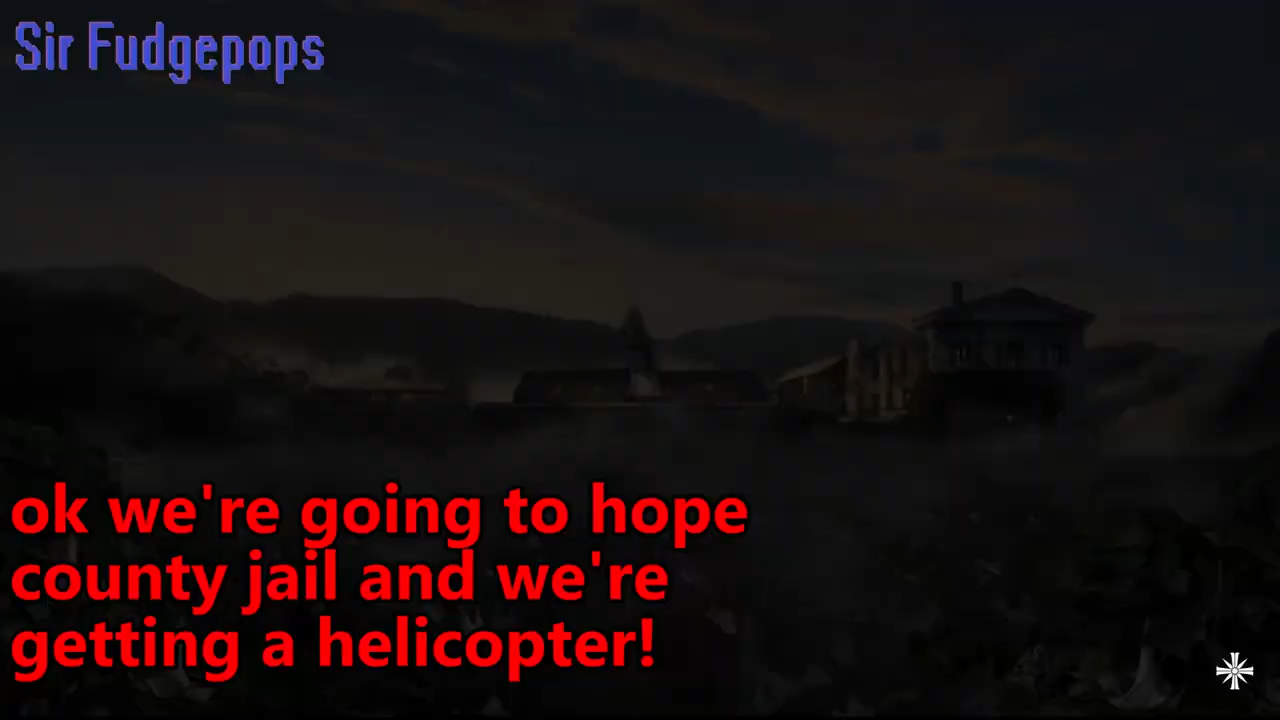 Sir Fudgepops
ok we're going to hope
county jail and we're
getting a helicopter!